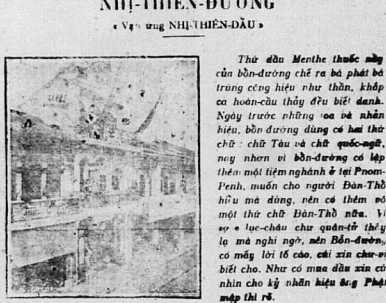 NHỊ-THIÊN-ĐƯỜNG
« Vạn ứng NHỊ-THIÊN-DẦU »
Thứ dầu Menthe thuốc nầy
của bổn-đường chế ra bá phát bá
trúng công hiệu như thần, khắp
ca hoàn-cầu thảy đều biết danh.
Ngày trước những toa và nhãn
hiệu, bổn đường dùng có hai thứ
chữ : chữ Tàu và chữ quốc-ngữ,
nay nhơn vì bổn-đường có lập
thêm một tiệm nghánh ở tại Pnom-
Penh, muốn cho người Đàn-Thổ
hiểu mà dùng, nên có thêm vô
một thứ chữ Đàn-Thổ nữa. Vì
sợ e lục-châu chư quân-tử thấy
lạ mà nghi ngờ, nên Bổn-đường
có mấy lời tỏ cáo, cúi xin chư-vị
biết cho. Như có mua dầu xin cứ
nhìn cho kỹ nhãn hiệu ông Phật
mập thì rõ.